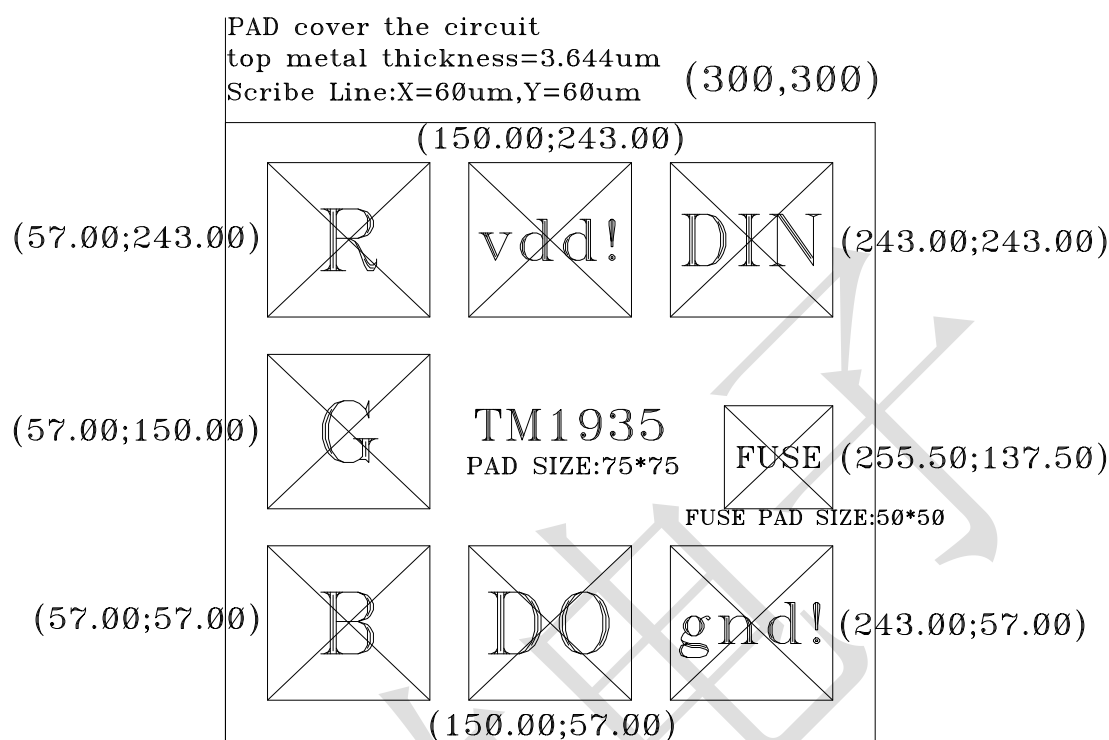 PAD cover the circuit
top metal thickness=3.644um
Scribe Line:X=60um,Y=60um
(300,300)
(150.00;243.00)
(57.00;243.00)
R
vdd!
DIN
(243.00;243.00)
(57.00;150.00)
G
TM1935
PAD SIZE:75*75
FUSE
(255.50;137.50)
FUSE PAD SIZE:50*50
(57.00;57.00)
B
DO
gnd!
(243.00;57.00)
(150.00;57.00)
电子